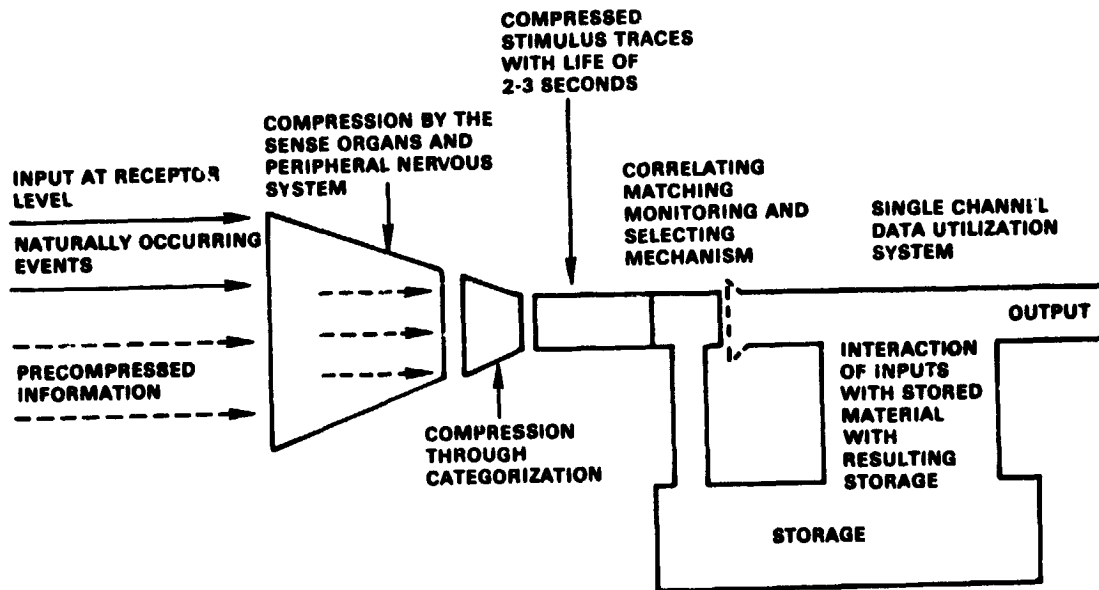 COMPRESSED
STIMULUS TRACES
WITH LIFE OF
2-3 SECONDS
COMPRESSION BY THE
SENSE ORGANS AND
PERIPHERAL NERVOUS
SYSTEM
INPUT AT RECEPTOR
LEVEL
NATURALLY OCCURRING
EVENTS
PRECOMPRESSED
INFORMATION
COMPRESSION
THROUGH
CATEGORIZATION
CORRELATING
MATCHING
MONITORING AND
SELECTING
MECHANISM
SINGLE CHANNEL
DATA UTILIZATION
SYSTEM
OUTPUT
INTERACTION
OF INPUTS
WITH STORED
MATERIAL
WITH
RESULTING
STORAGE
STORAGE